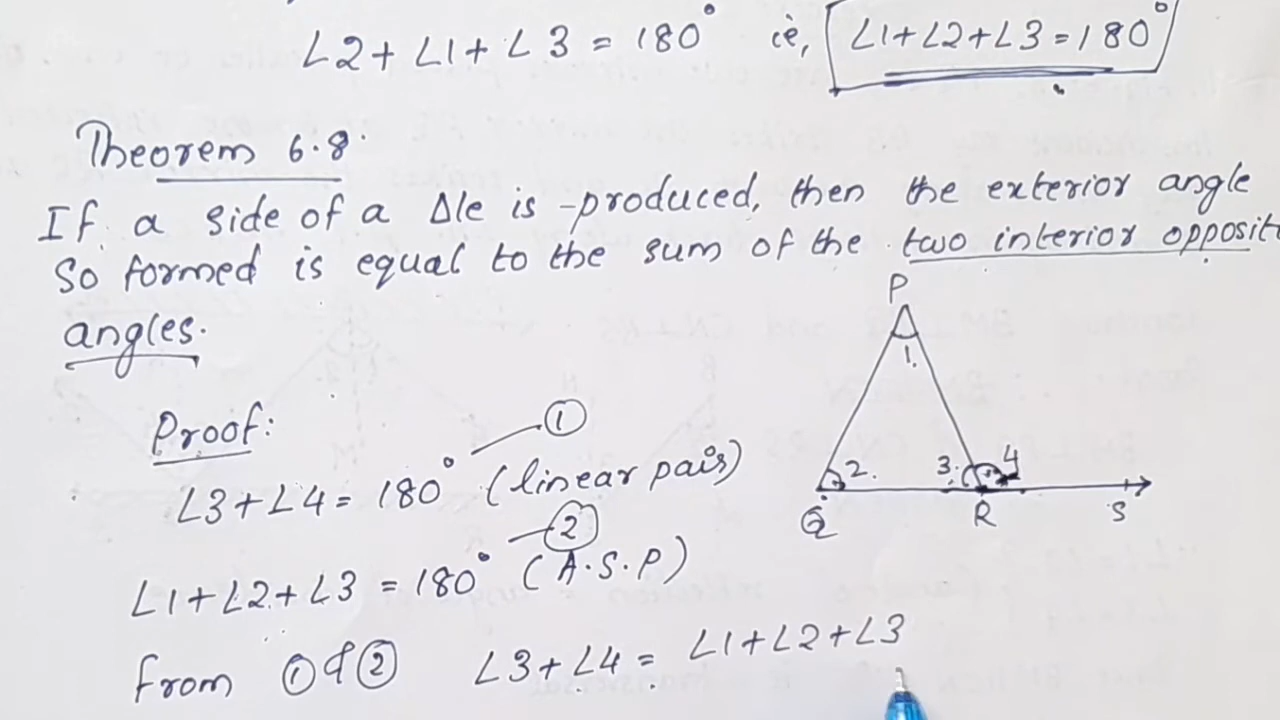 ∠2 + ∠1 + ∠3 = 180° ie, ∠1+∠2+∠3 = 180°
Theorem 6.8:
If a side of a Δle is produced, then the exterior angle
so formed is equal to the sum of the two interior opposit
angles.
P
1.
Proof: ①
∠3+∠4 = 180° (linear pair)
2. 3. 4
Q R S
②
∠1+∠2+∠3 = 180° (A.S.P)
from ① & ② ∠3+∠4 = ∠1+∠2+∠3